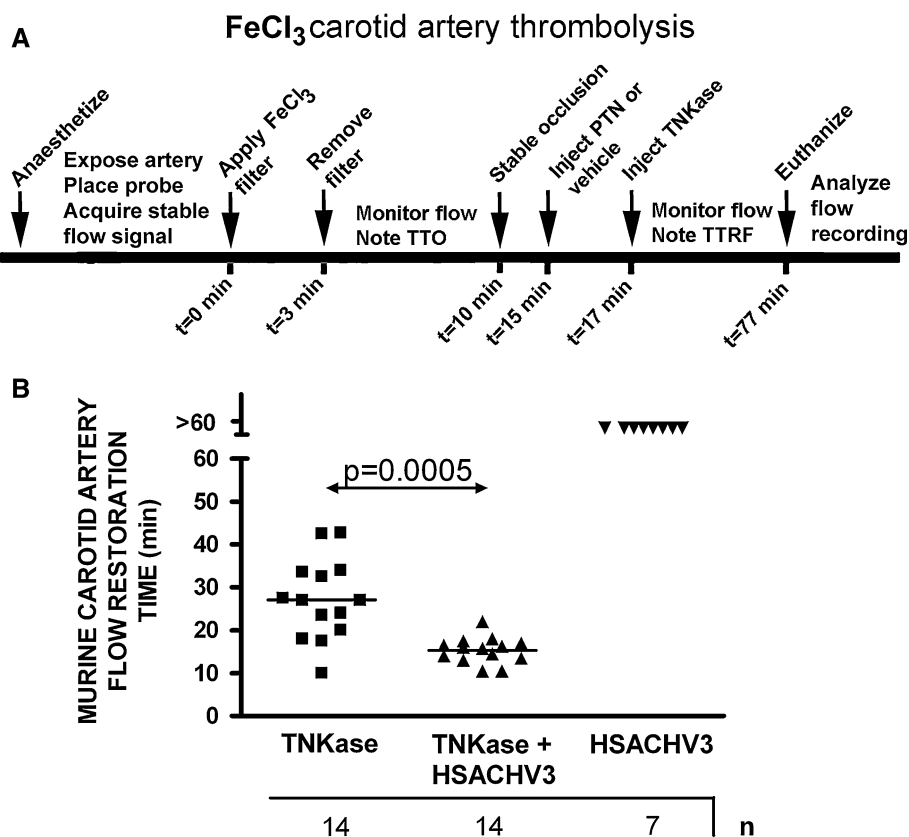 A
FeCl3 carotid artery thrombolysis
Anaesthetize
Expose artery
Place probe
Acquire stable
flow signal
Apply FeCl3
filter
Remove
filter
Monitor flow
Note TTO
Stable occlusion
Inject PTN or
vehicle
Inject TNKase
Monitor flow
Note TTRF
Euthanize
Analyze
flow
recording
t=0 min
t=3 min
t=10 min
t=15 min
t=17 min
t=77 min
B
MURINE CAROTID ARTERY
FLOW RESTORATION
TIME (min)
>60
60
50
40
30
20
10
0
p=0.0005
TNKase
TNKase +
HSACHV3
HSACHV3
14
14
7
n